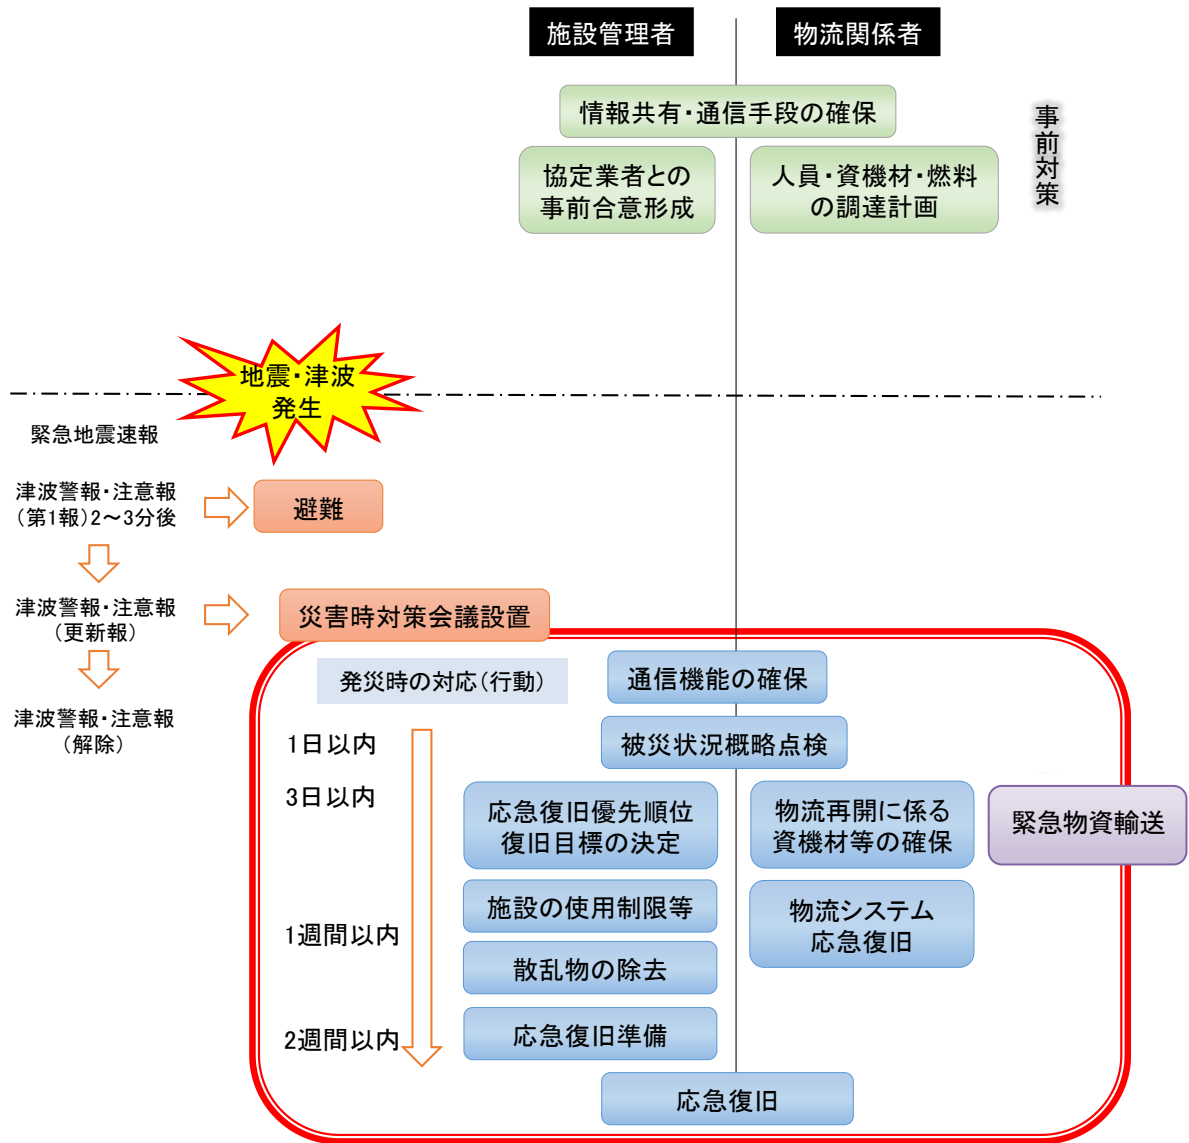 施設管理者
物流関係者
情報共有・通信手段の確保
協定業者との
事前合意形成
人員・資機材・燃料
の調達計画
事前対策
地震・津波
発生
緊急地震速報
津波警報・注意報
（第1報）2～3分後
避難
津波警報・注意報
（更新報）
災害時対策会議設置
津波警報・注意報
（解除）
発災時の対応（行動）
通信機能の確保
1日以内
被災状況概略点検
3日以内
応急復旧優先順位
復旧目標の決定
物流再開に係る
資機材等の確保
緊急物資輸送
施設の使用制限等
物流システム
応急復旧
1週間以内
散乱物の除去
2週間以内
応急復旧準備
応急復旧